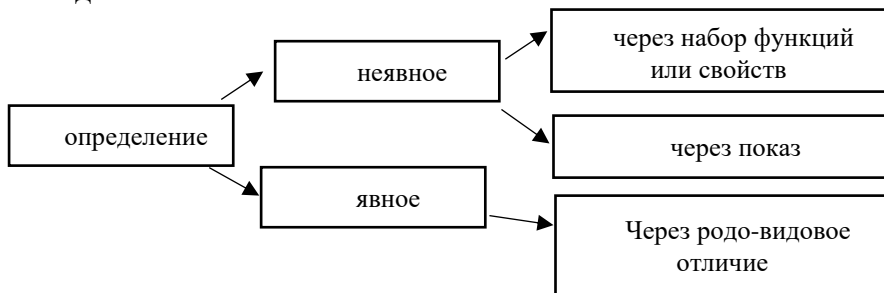 через набор функций
или свойств
неявное
определение
через показ
явное
Через родо-видовое
отличие